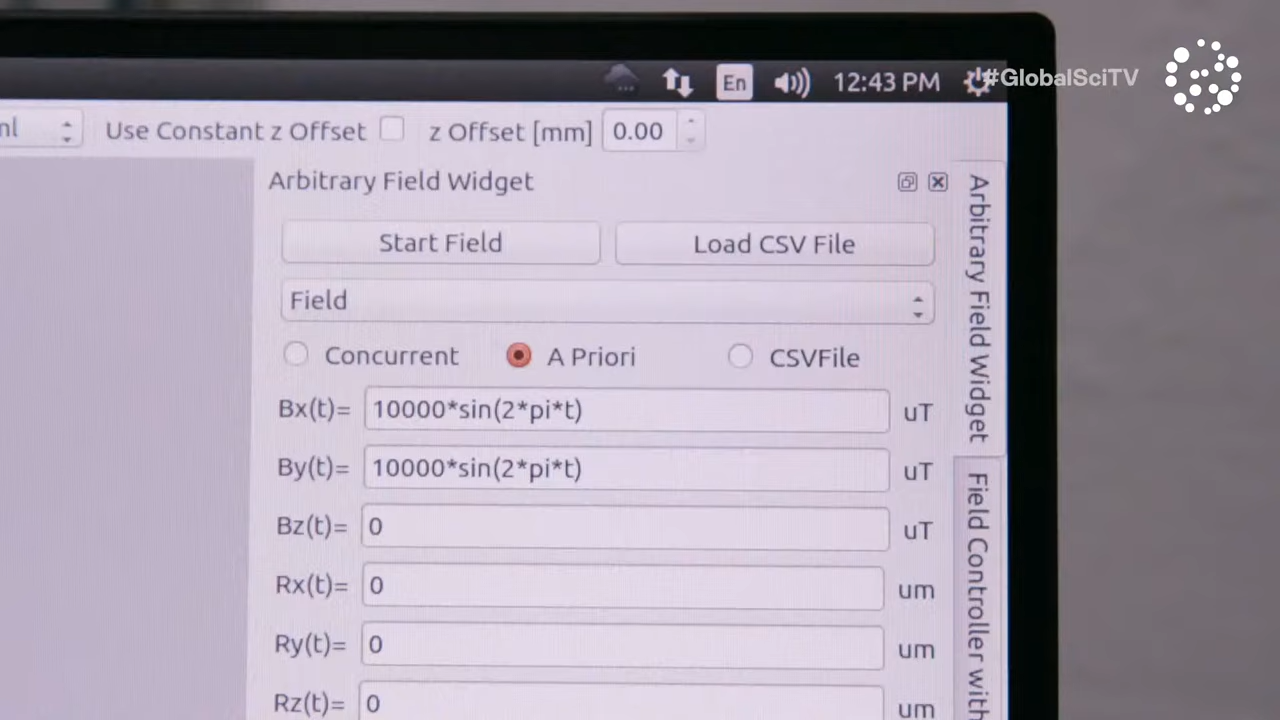 En
12:43 PM
#GlobalSciTV
nl
Use Constant z Offset
z Offset [mm]
0.00
Arbitrary Field Widget
Start Field
Load CSV File
Field
Concurrent
A Priori
CSVFile
Bx(t)=
10000*sin(2*pi*t)
uT
By(t)=
10000*sin(2*pi*t)
uT
Bz(t)=
0
uT
Rx(t)=
0
um
Ry(t)=
0
um
Rz(t)=
0
um
Arbitrary Field Widget
Field Controller with